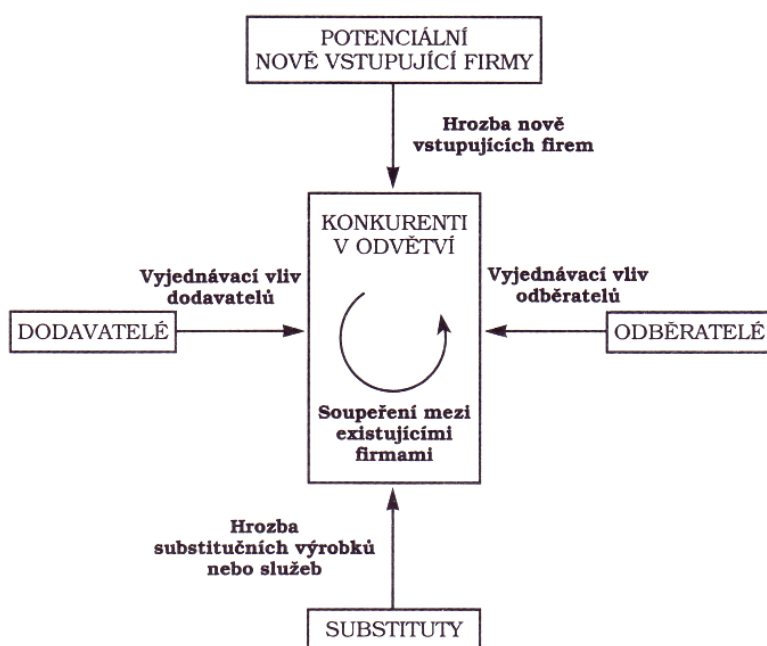 POTENCIÁLNÍ
NOVĚ VSTUPUJÍCÍ FIRMY
Hrozba nově
vstupujících firem
KONKURENTI
V ODVĚTVÍ
Vyjednávací vliv
dodavatelů
Vyjednávací vliv
odběratelů
DODAVATELÉ
ODBĚRATELÉ
Soupeření mezi
existujícími
firmami
Hrozba
substitučních výrobků
nebo služeb
SUBSTITUTY